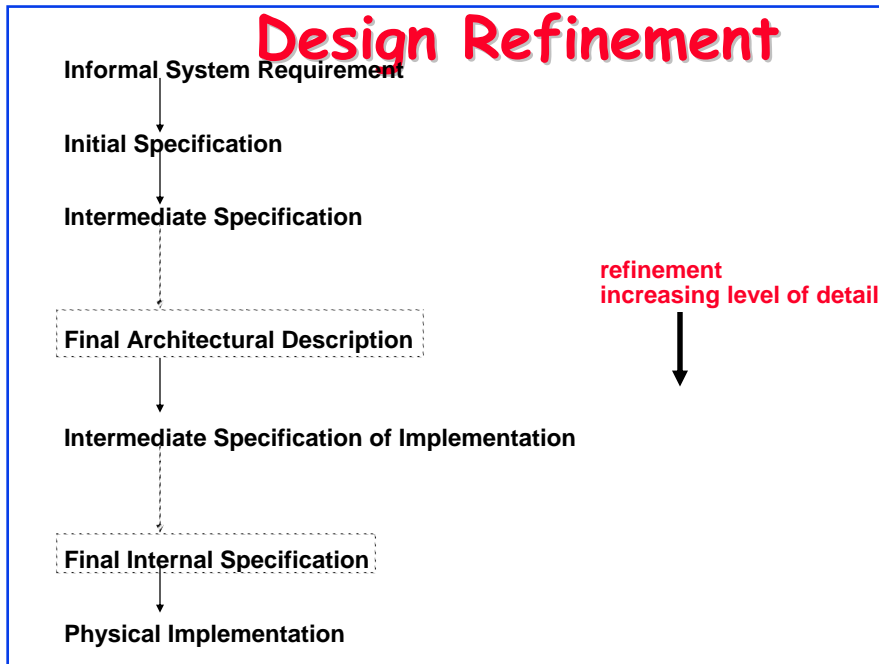 Design Refinement
Informal System Requirement
Initial Specification
Intermediate Specification
refinement
increasing level of detail
Final Architectural Description
Intermediate Specification of Implementation
Final Internal Specification
Physical Implementation